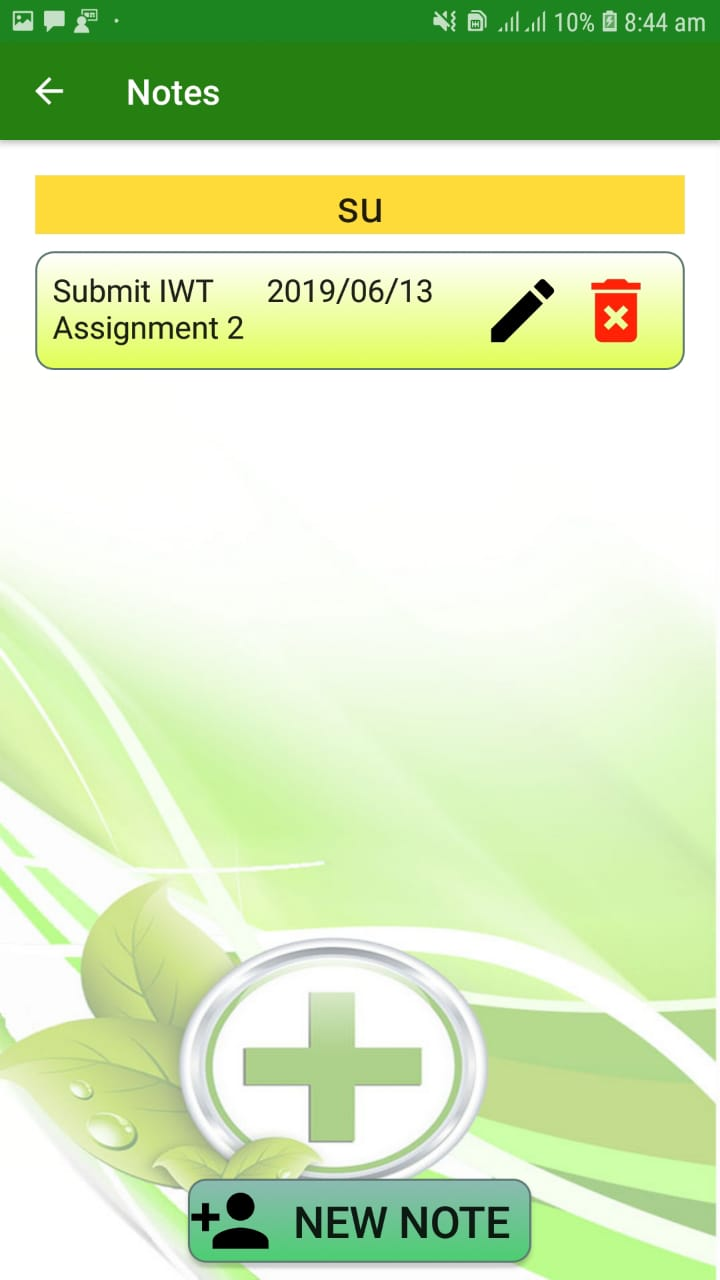 10% 8:44 am
Notes
su
Submit IWT 2019/06/13
Assignment 2
NEW NOTE